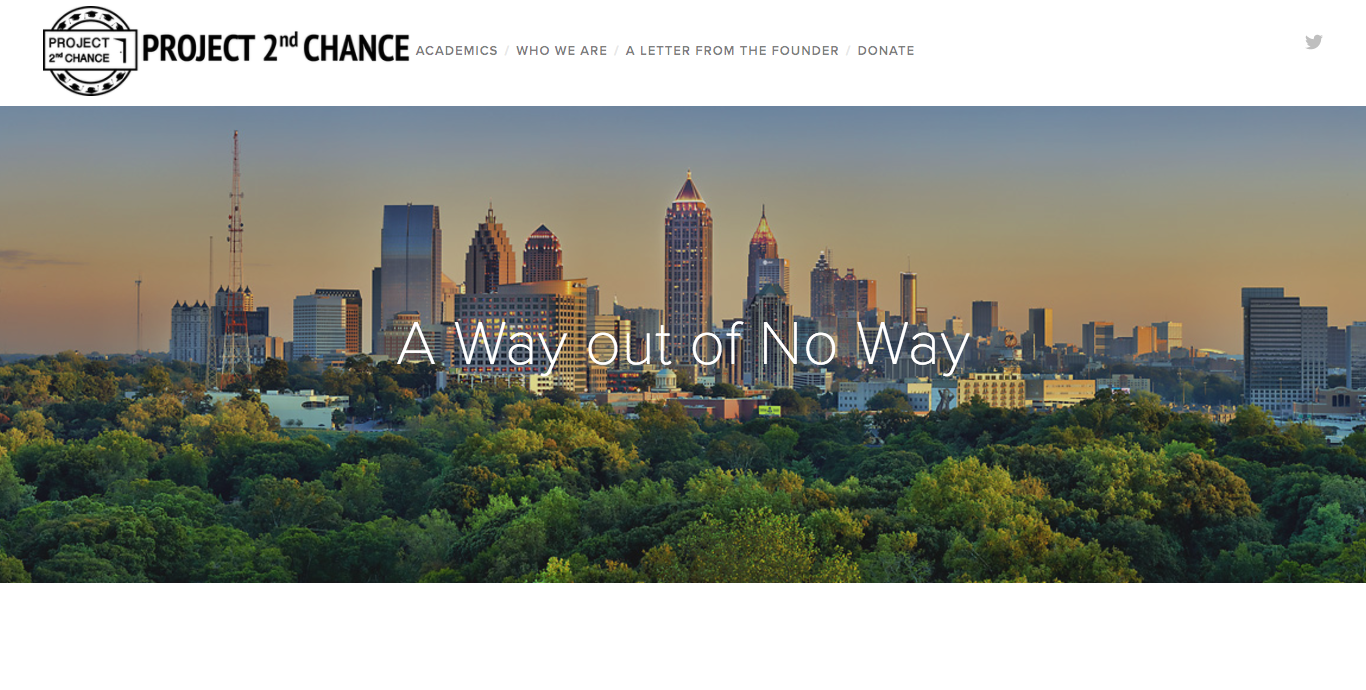 PROJECT
2nd CHANCE
PROJECT 2nd CHANCE
ACADEMICS / WHO WE ARE / A LETTER FROM THE FOUNDER / DONATE
A Way out of No Way